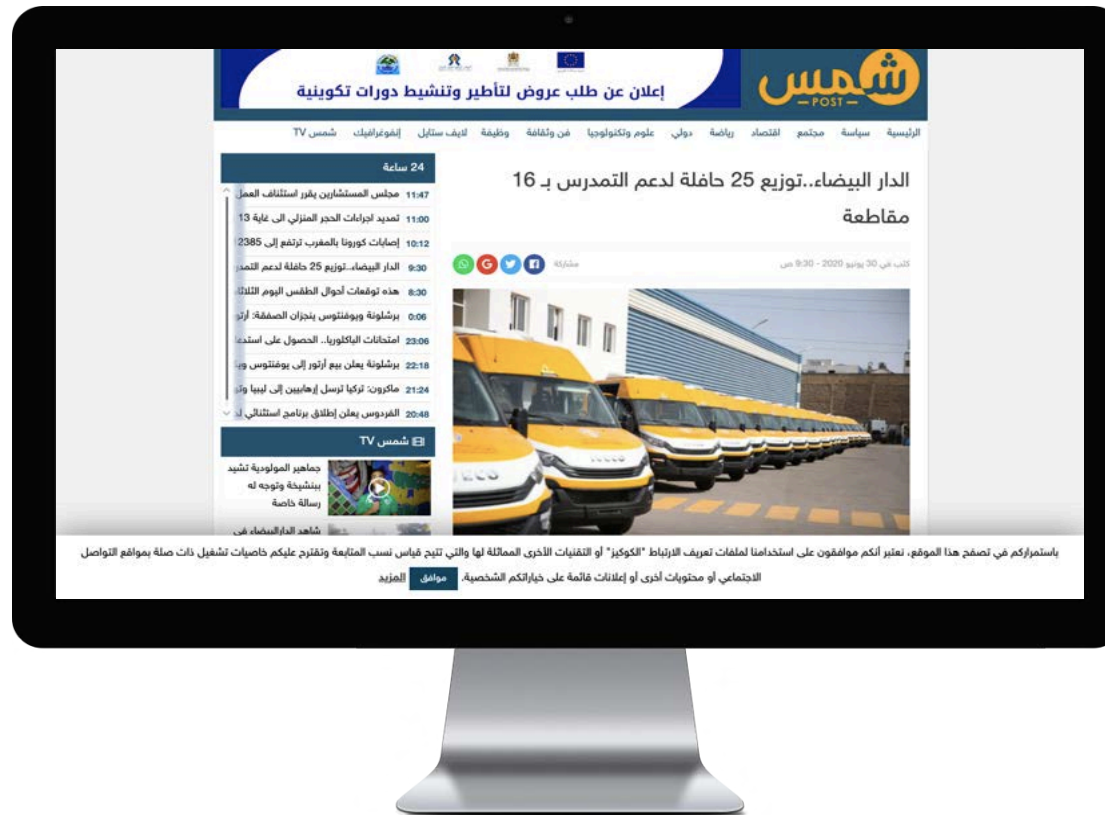 إعلان عن طلب عروض لتأطير وتنشيط دورات تكوينية
شمس
POST
الرئيسية سياسة مجتمع اقتصاد رياضة دولي علوم وتكنولوجيا فن وثقافة وظيفة لايف ستايل إنفوغرافيك شمس TV
الدار البيضاء..توزيع 25 حافلة لدعم التمدرس بـ 16
مقاطعة
كتب في 30 يونيو 2020 - 9:30 ص
مشاركة
IVECO
24 ساعة
11:47 مجلس المستشارين يقرر استئناف العمل
11:00 تمديد اجراءات الحجر المنزلي الى غاية 13
10:12 إصابات كورونا بالمغرب ترتفع إلى 12385
9:30 الدار البيضاء..توزيع 25 حافلة لدعم التمدر
8:30 هذه توقعات أحوال الطقس اليوم الثلاثا
0:06 برشلونة ويوفنتوس ينجزان الصفقة: أرتو
23:06 امتحانات الباكلوريا.. الحصول على استدعا
22:18 برشلونة يعلن بيع أرتور إلى يوفنتوس وي
21:24 ماكرون: تركيا ترسل إرهابيين إلى ليبيا وتو
20:48 الفردوس يعلن إطلاق برنامج استثنائي لد
شمس TV
جماهير المولودية تشيد
ببنشيخة وتوجه له
رسالة خاصة
شاهد الدارالبيضاء في
باستمراركم في تصفح هذا الموقع، نعتبر أنكم موافقون على استخدامنا لملفات تعريف الارتباط "الكوكيز" أو التقنيات الأخرى المماثلة لها والتي تتيح قياس نسب المتابعة وتقترح عليكم خاصيات تشغيل ذات صلة بمواقع التواصل
الاجتماعي أو محتويات أخرى أو إعلانات قائمة على خياراتكم الشخصية. موافق المزيد